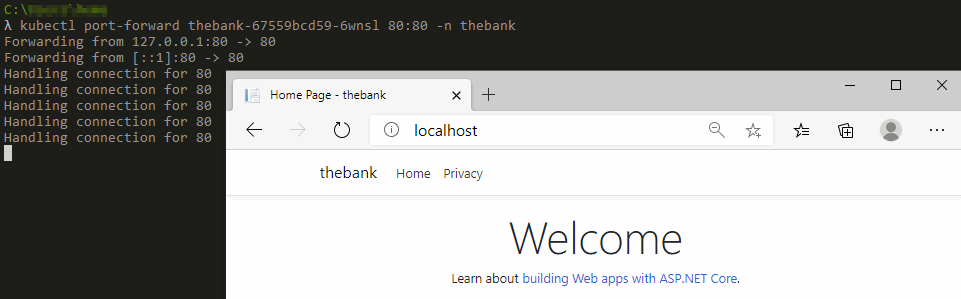 C:\
λ kubectl port-forward thebank-67559bcd59-6wnsl 80:80 -n thebank
Forwarding from 127.0.0.1:80 -> 80
Forwarding from [::1]:80 -> 80
Handling connection for 80
Handling connection for 80
Handling connection for 80
Handling connection for 80
Handling connection for 80
Home Page - thebank
localhost
thebank Home Privacy
Welcome
Learn about building Web apps with ASP.NET Core.